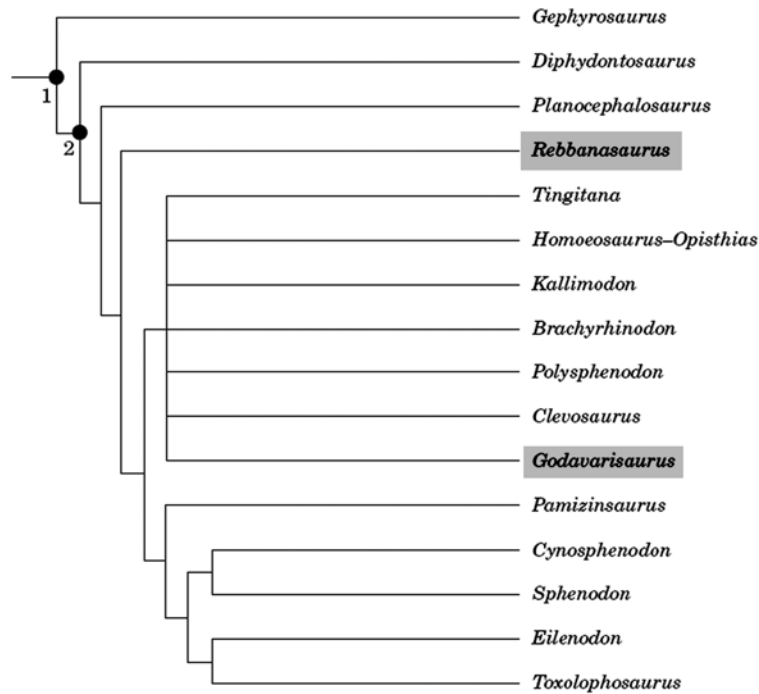 Gephyrosaurus
Diphydontosaurus
1
Planocephalosaurus
2
Rebbanasaurus
Tingitana
Homoeosaurus–Opisthias
Kallimodon
Brachyrhinodon
Polysphenodon
Clevosaurus
Godavarisaurus
Pamizinsaurus
Cynosphenodon
Sphenodon
Eilenodon
Toxolophosaurus